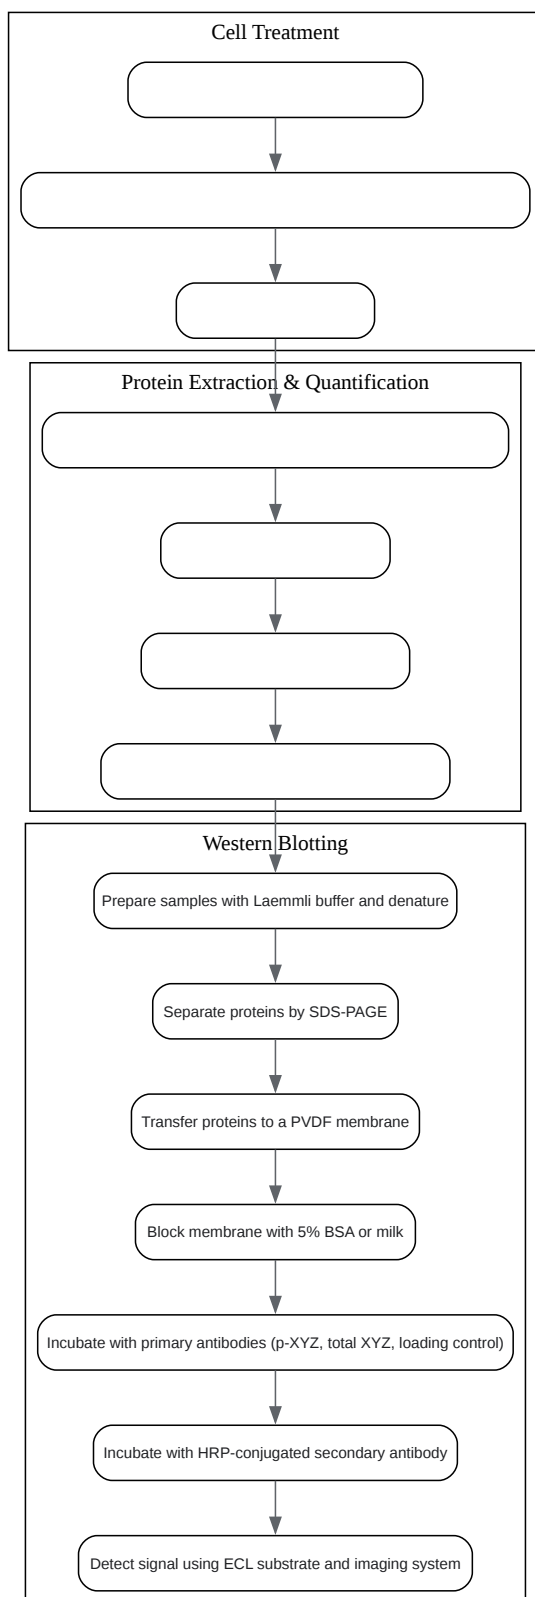 Cell Treatment
Protein Extraction & Quantification
Western Blotting
Prepare samples with Laemmli buffer and denature
Separate proteins by SDS-PAGE
Transfer proteins to a PVDF membrane
Block membrane with 5% BSA or milk
Incubate with primary antibodies (p-XYZ, total XYZ, loading control)
Incubate with HRP-conjugated secondary antibody
Detect signal using ECL substrate and imaging system